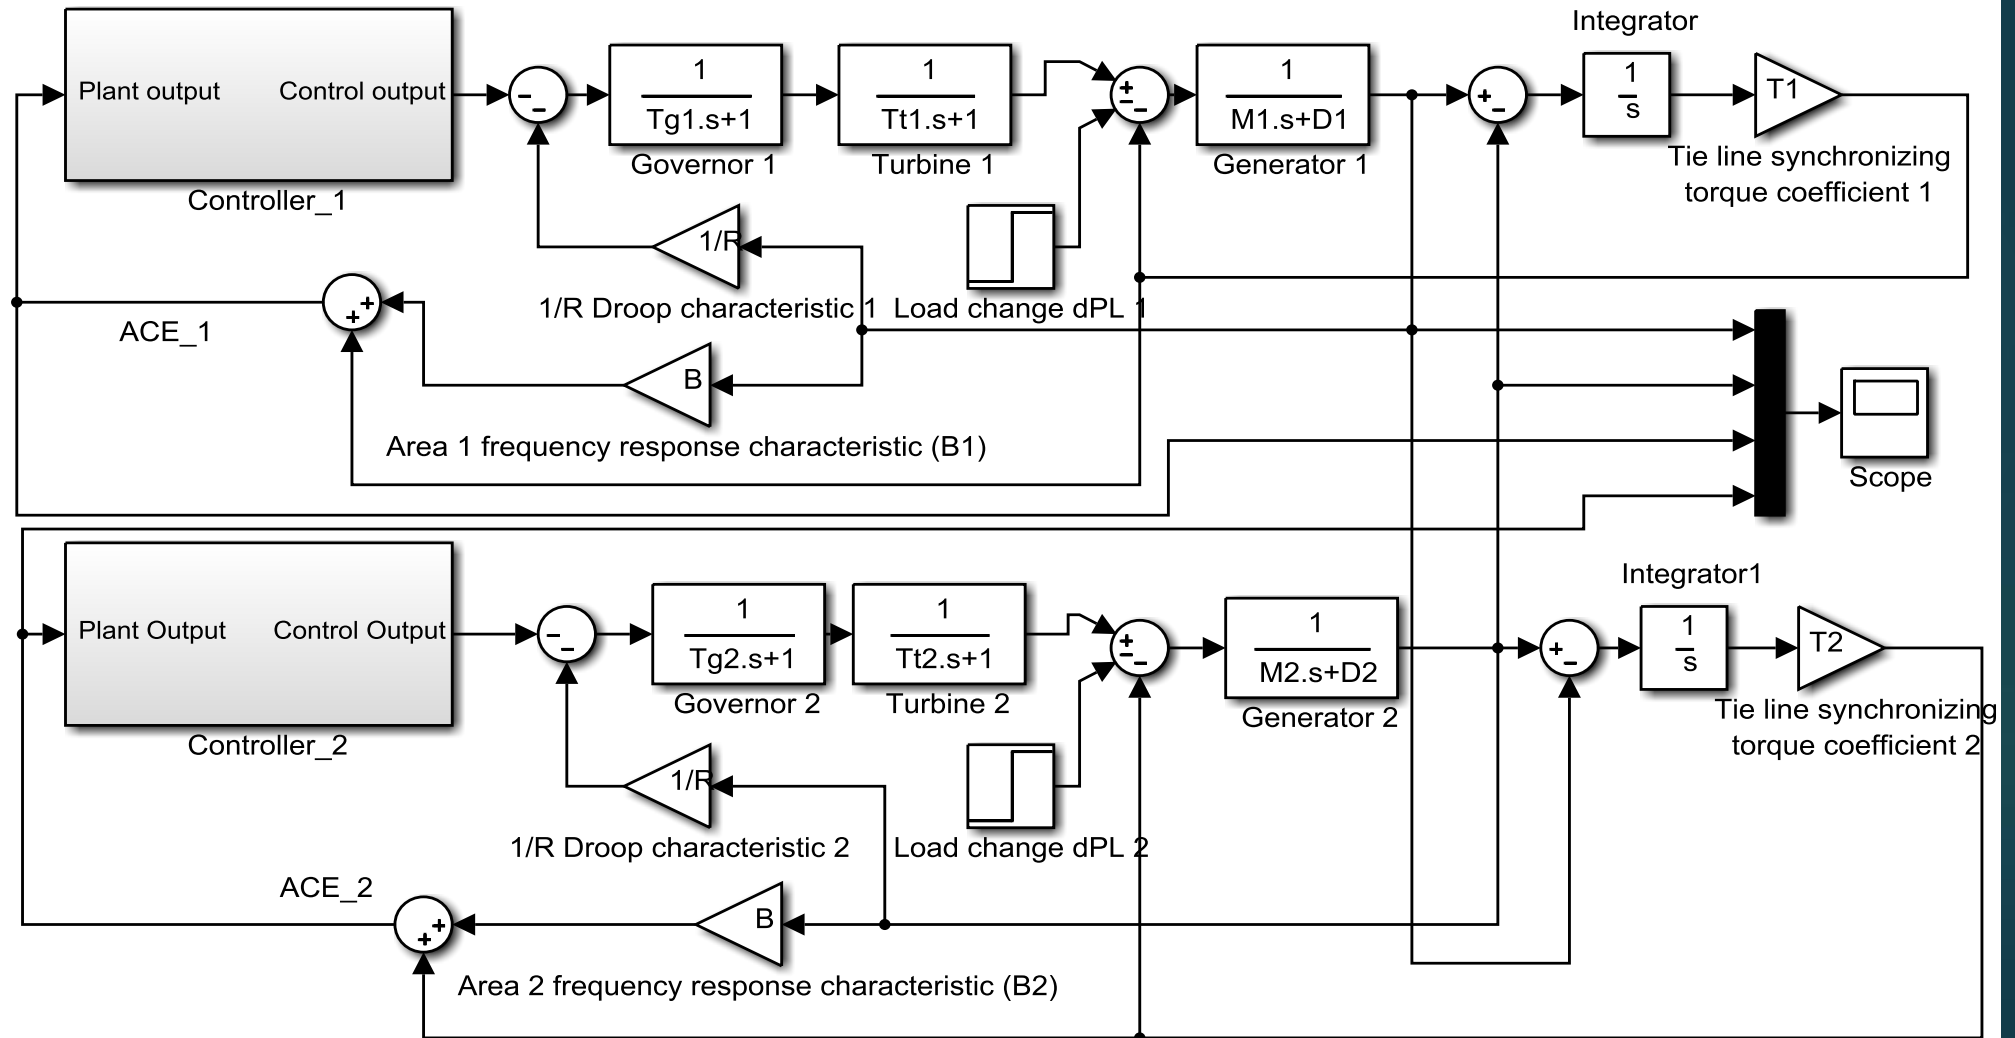 Integrator
Plant output
Control output
Controller_1
−
−
1
Tg1.s+1
Governor 1
1
Tt1.s+1
Turbine 1
+
−
−
1
M1.s+D1
Generator 1
+
−
1
s
T1
Tie line synchronizing
torque coefficient 1
1/R
1/R Droop characteristic 1
Load change dPL 1
+
+
ACE_1
B
Area 1 frequency response characteristic (B1)
Scope
Plant Output
Control Output
Controller_2
−
−
1
Tg2.s+1
Governor 2
1
Tt2.s+1
Turbine 2
+
−
−
1
M2.s+D2
Generator 2
+
−
Integrator1
1
s
T2
Tie line synchronizing
torque coefficient 2
1/R
1/R Droop characteristic 2
Load change dPL 2
ACE_2
+
+
B
Area 2 frequency response characteristic (B2)